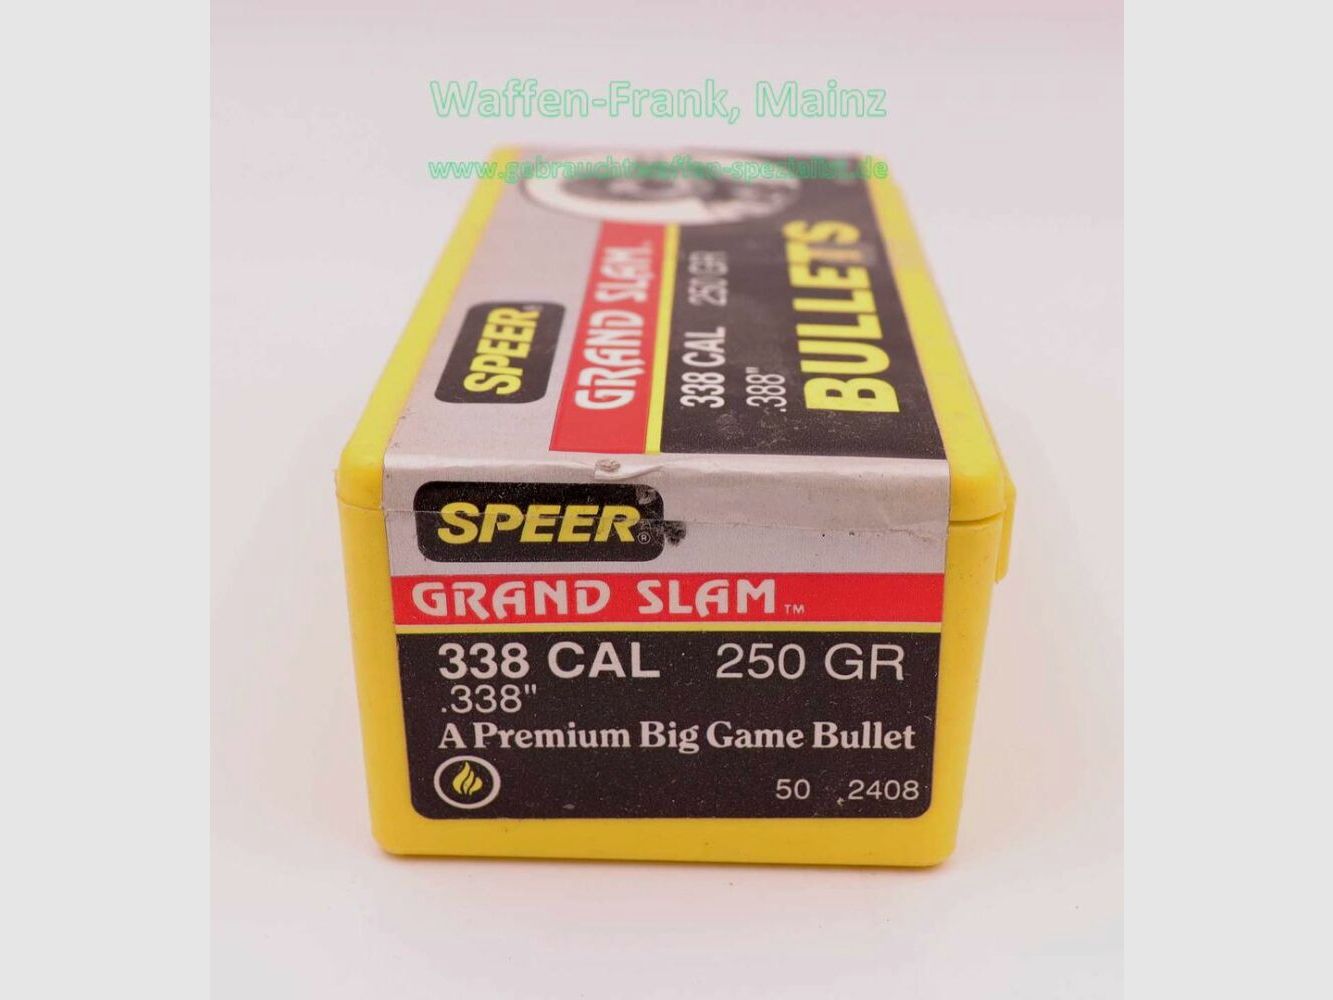 Waffen-Frank, Mainz
www.gebrauchtwaffen-spezialist.de
SPEER®
GRAND SLAM™
338 CAL 250 GR
.388"
BULLETS
SPEER®
GRAND SLAM™
338 CAL 250 GR
.338"
A Premium Big Game Bullet
50 2408